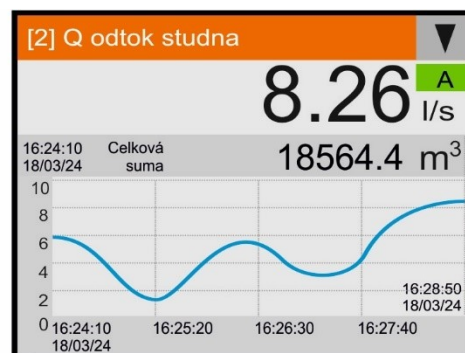 [2] Q odtok studna ▼
A
8.26 l/s
16:24:10 Celková
18/03/24 suma
18564.4 m³
10
8
6
4
2
0
16:28:50
18/03/24
16:24:10 16:25:20 16:26:30 16:27:40
18/03/24